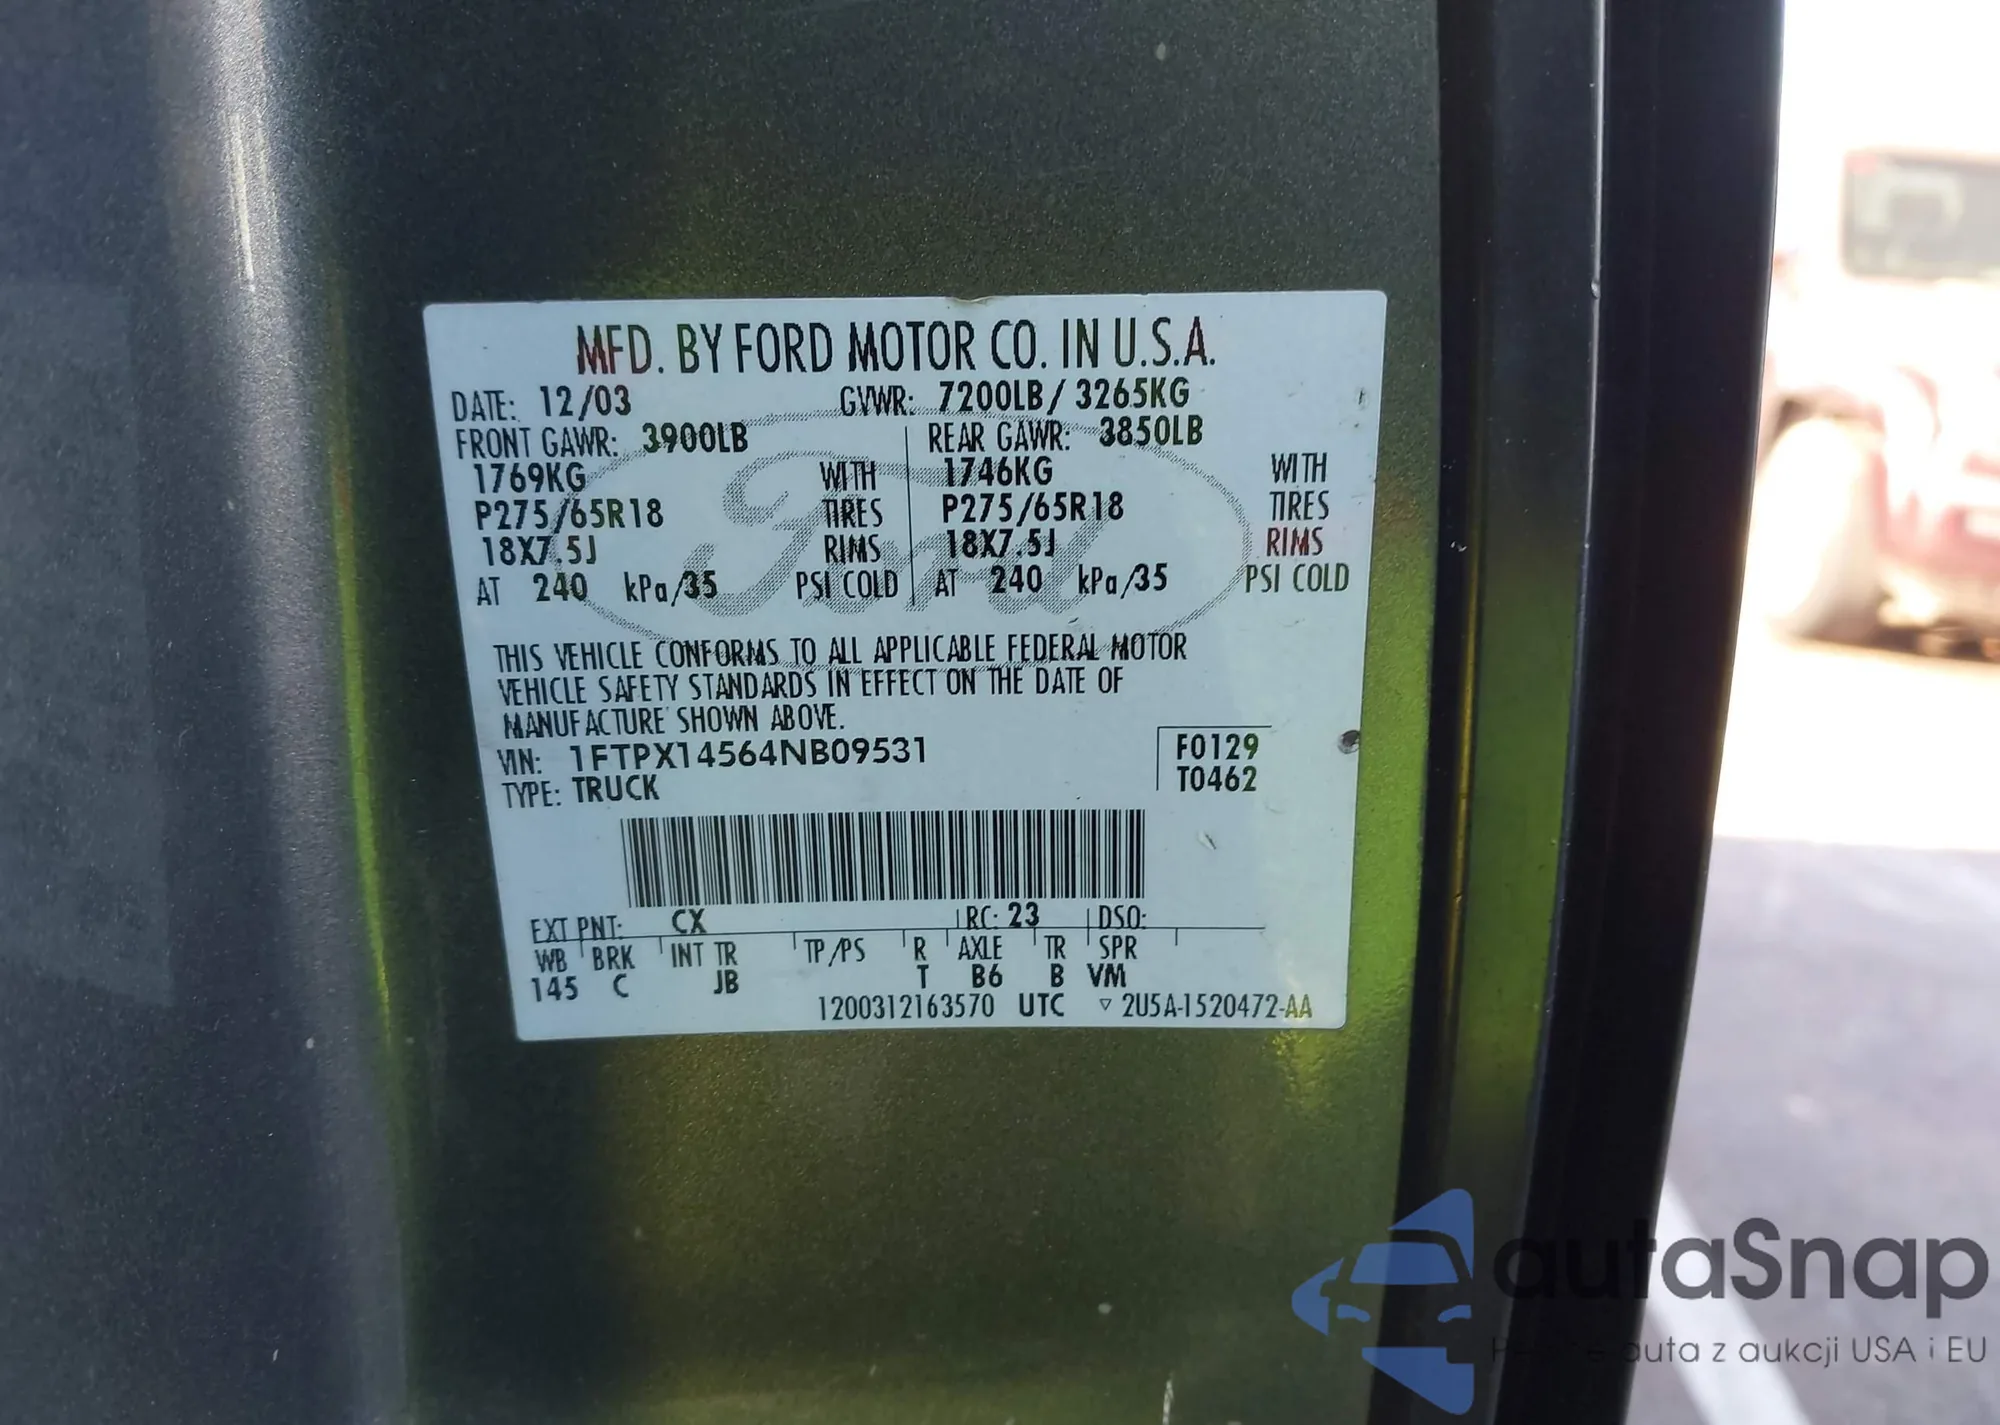 MFD. BY FORD MOTOR CO. IN U.S.A.
DATE: 12/03 GVWR: 7200LB / 3265KG
FRONT GAWR: 3900LB REAR GAWR: 3850LB
1769KG WITH 1746KG WITH
P275/65R18 TIRES P275/65R18 TIRES
18X7.5J RIMS 18X7.5J RIMS
AT 240 kPa/35 PSI COLD AT 240 kPa/35 PSI COLD
Ford
THIS VEHICLE CONFORMS TO ALL APPLICABLE FEDERAL MOTOR
VEHICLE SAFETY STANDARDS IN EFFECT ON THE DATE OF
MANUFACTURE SHOWN ABOVE.
VIN: 1FTPX14564NB09531 F0129
TYPE: TRUCK T0462
EXT PNT: CX RC: 23 DSO:
WB BRK INT TR TP/PS R AXLE TR SPR
145 C JB T B6 B VM
1200312163570 UTC ▽ 2U5A-1520472-AA
autaSnap
auta z aukcji USA i EU